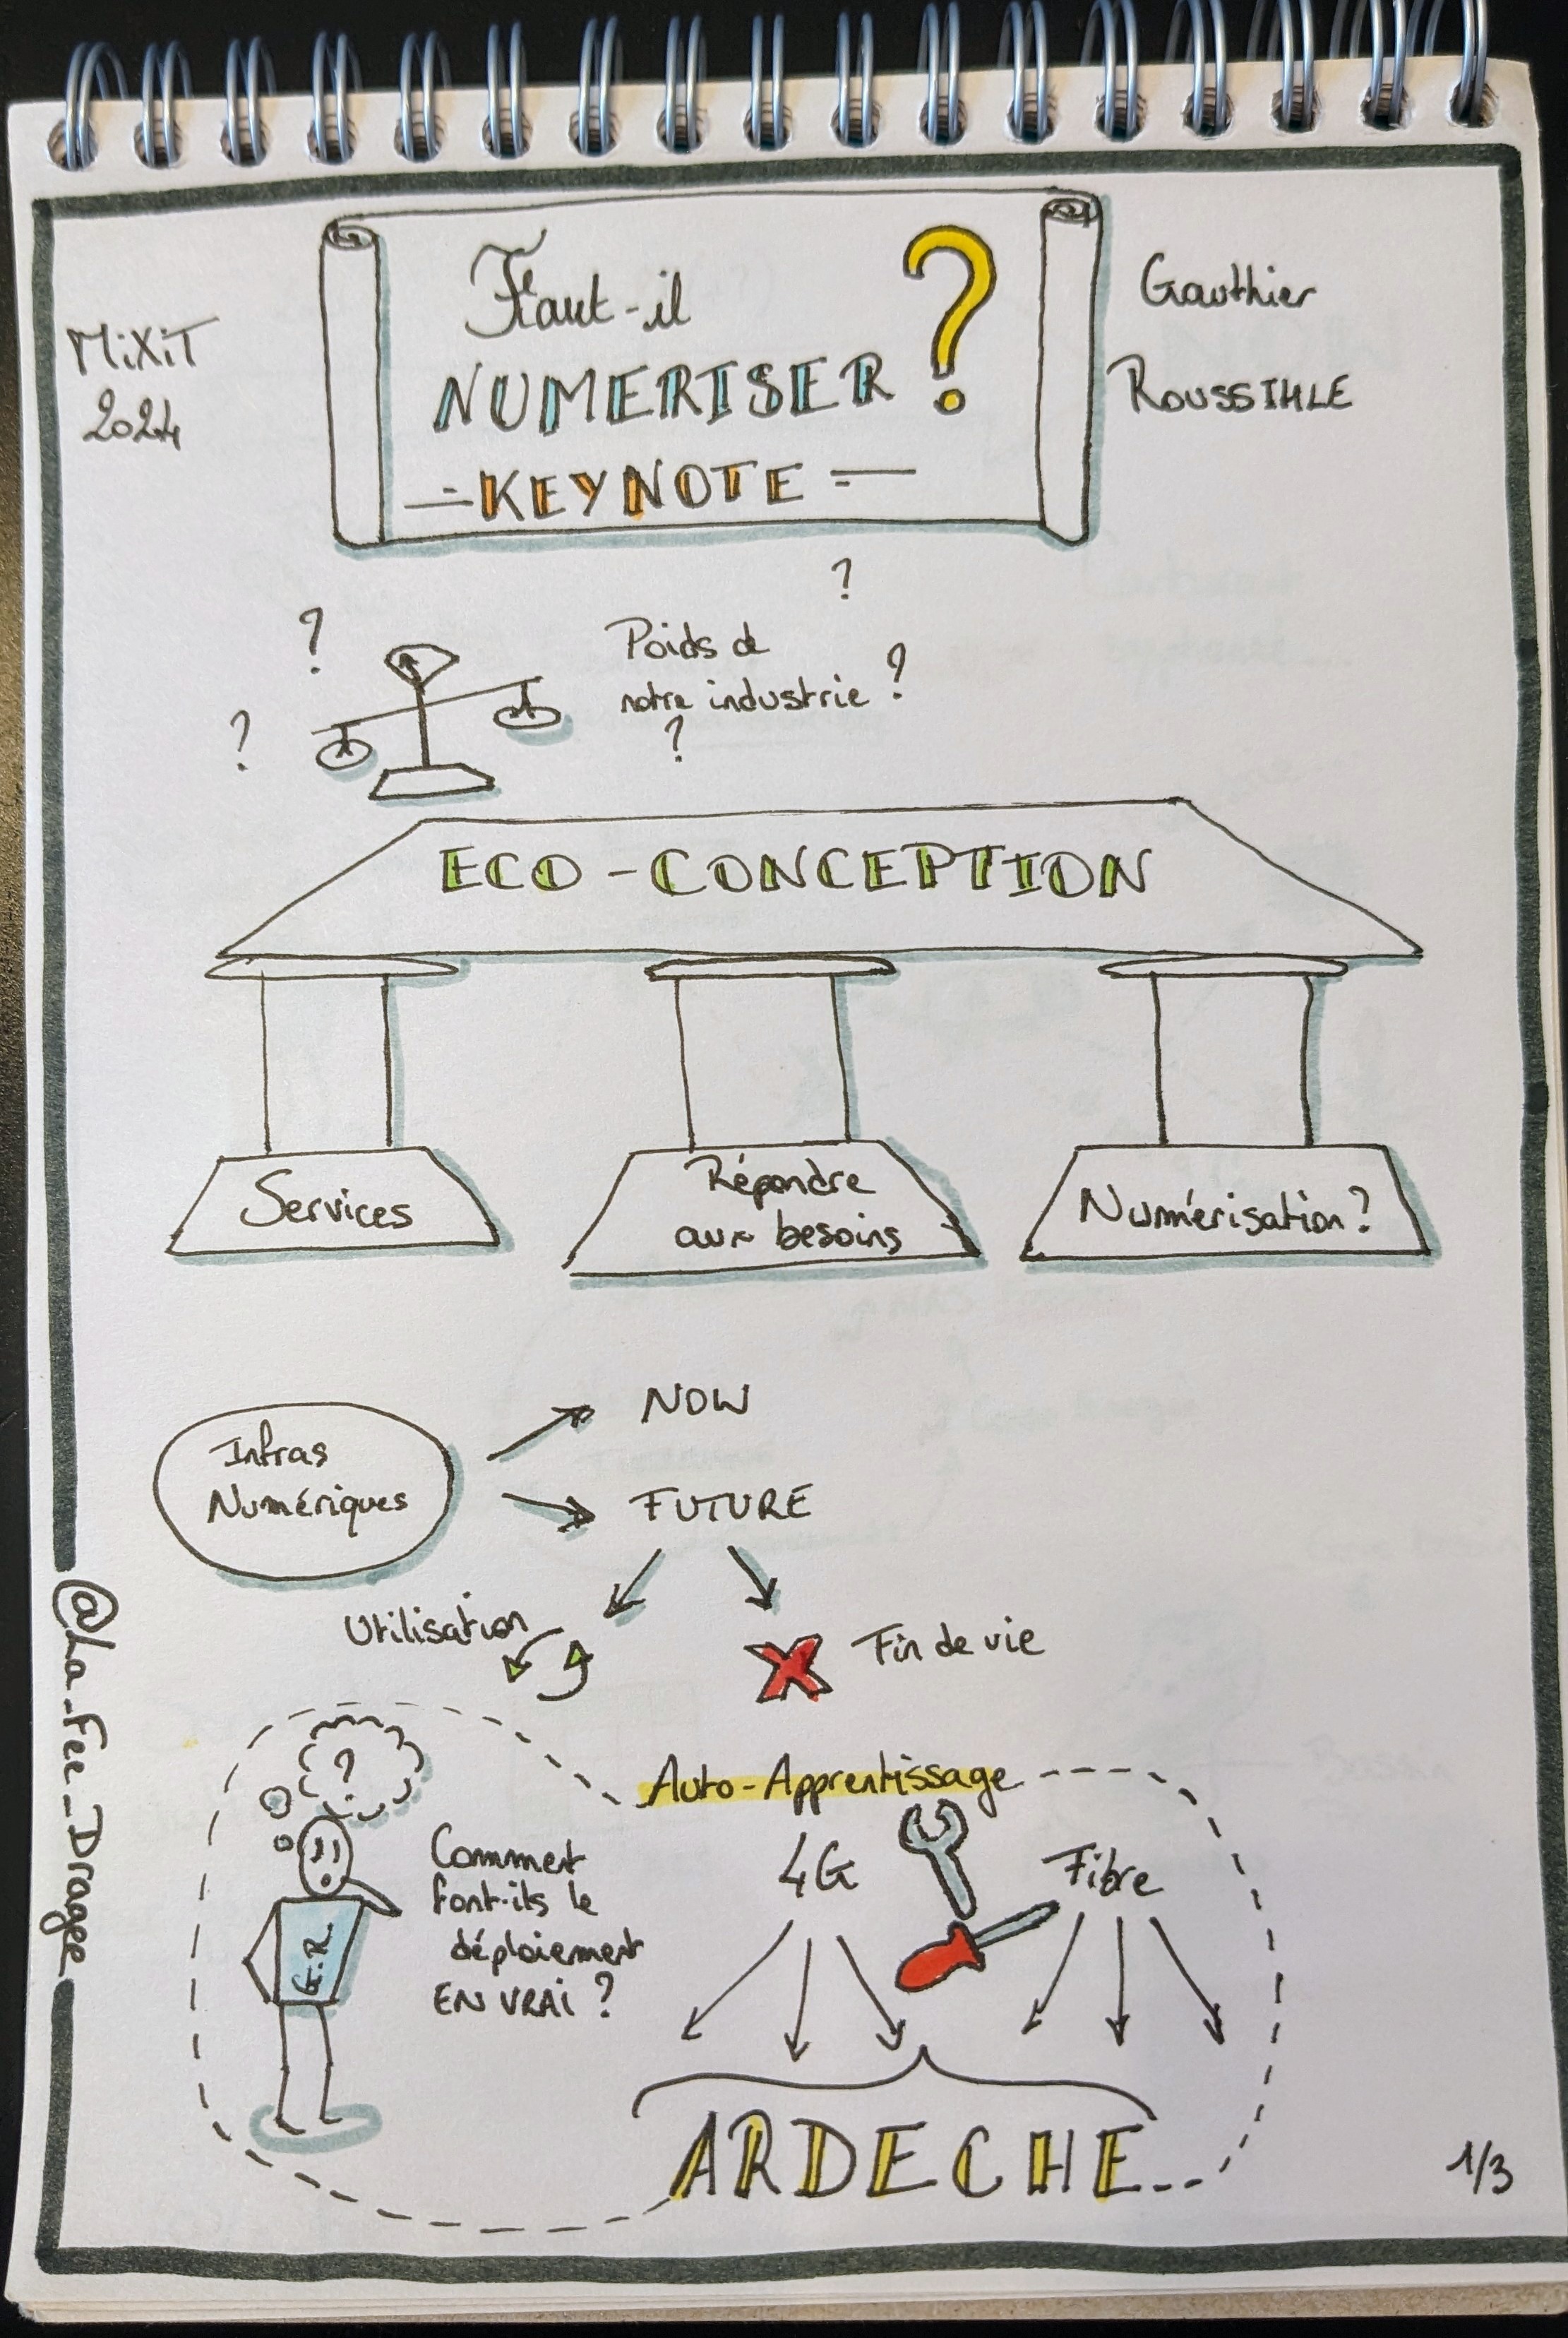 MiXiT
2024
Faut-il
NUMERISER ?
- KEYNOTE -
Gauthier
ROUSSIHLE
?
?
?
Poids de
notre industrie ?
?
ECO-CONCEPTION
Services
Répondre
aux besoins
Numérisation ?
Infras
Numériques
NOW
FUTURE
Utilisation
Fin de vie
@La_Fee_Dragee
?
G.R
Comment
font-ils le
déploiement
EN VRAI ?
Auto-Apprentissage
4G
Fibre
ARDECHE
1/3